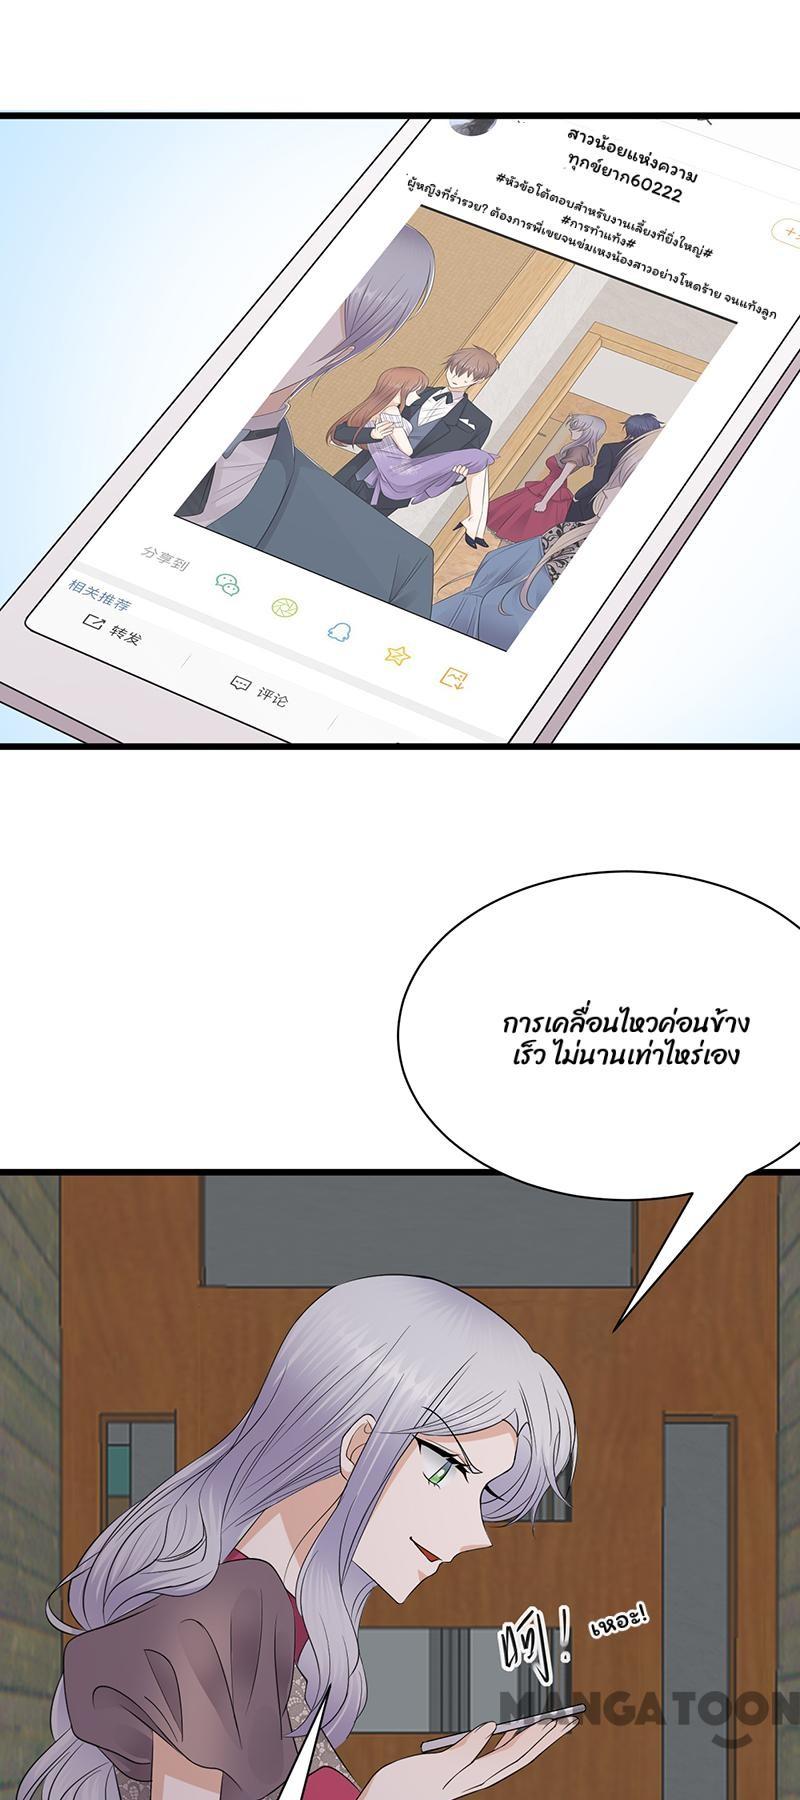 สาวน้อยแห่งความ
ทุกข์ยาก60222
#หัวข้อโต้ตอบสำหรับงานเลี้ยงที่ยิ่งใหญ่#
#การทำแท้ง#
ผู้หญิงที่ร่ำรวย? ต้องการพี่เขยจนข่มเหงน้องสาวอย่างโหดร้าย จนแท้งลูก
分享到
相关推荐
转发
评论
การเคลื่อนไหวค่อนข้าง
เร็ว ไม่นานเท่าไหร่เอง
呵!
เหอะ!
MANGATOON